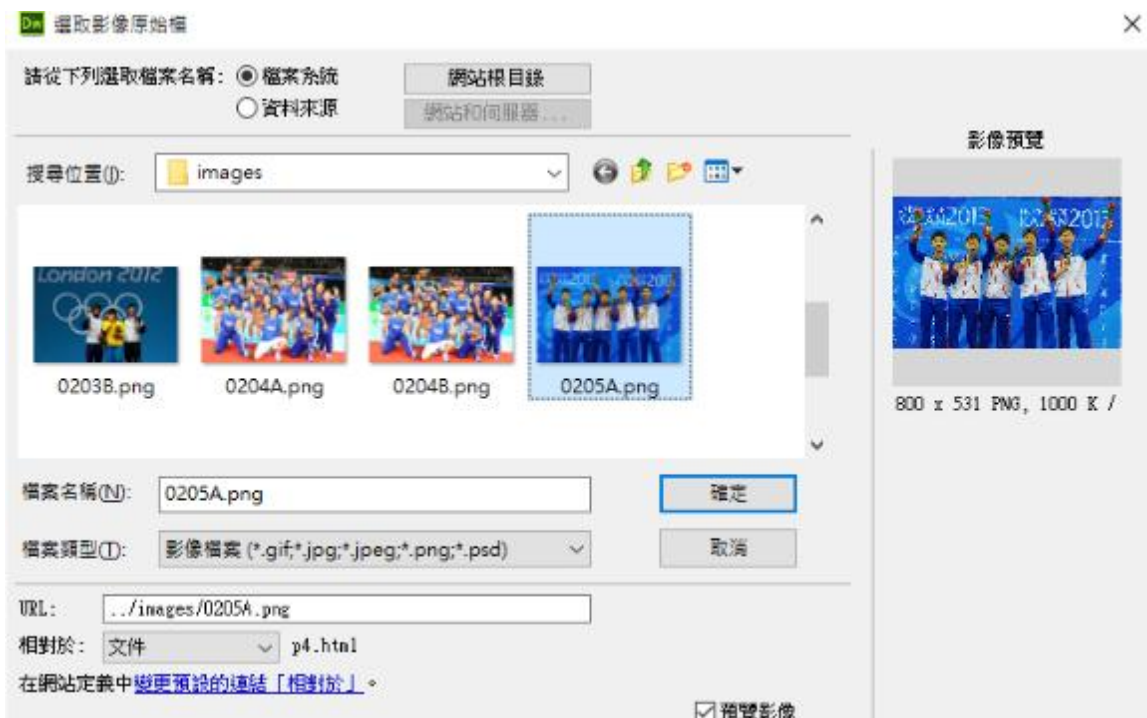 Dw 選取影像原始檔
請從下列選取檔案名稱: 檔案系統 網站根目錄
資料來源 網站和伺服器...
影像預覽
搜尋位置(I): images
London 2012
0203B.png 0204A.png 0204B.png 0205A.png
800 x 531 PNG, 1000 K /
檔案名稱(N): 0205A.png 確定
檔案類型(T): 影像檔案 (*.gif;*.jpg;*.jpeg;*.png;*.psd) 取消
URL: ../images/0205A.png
相對於: 文件 p4.html
在網站定義中變更預設的連結「相對於」。
預覽影像